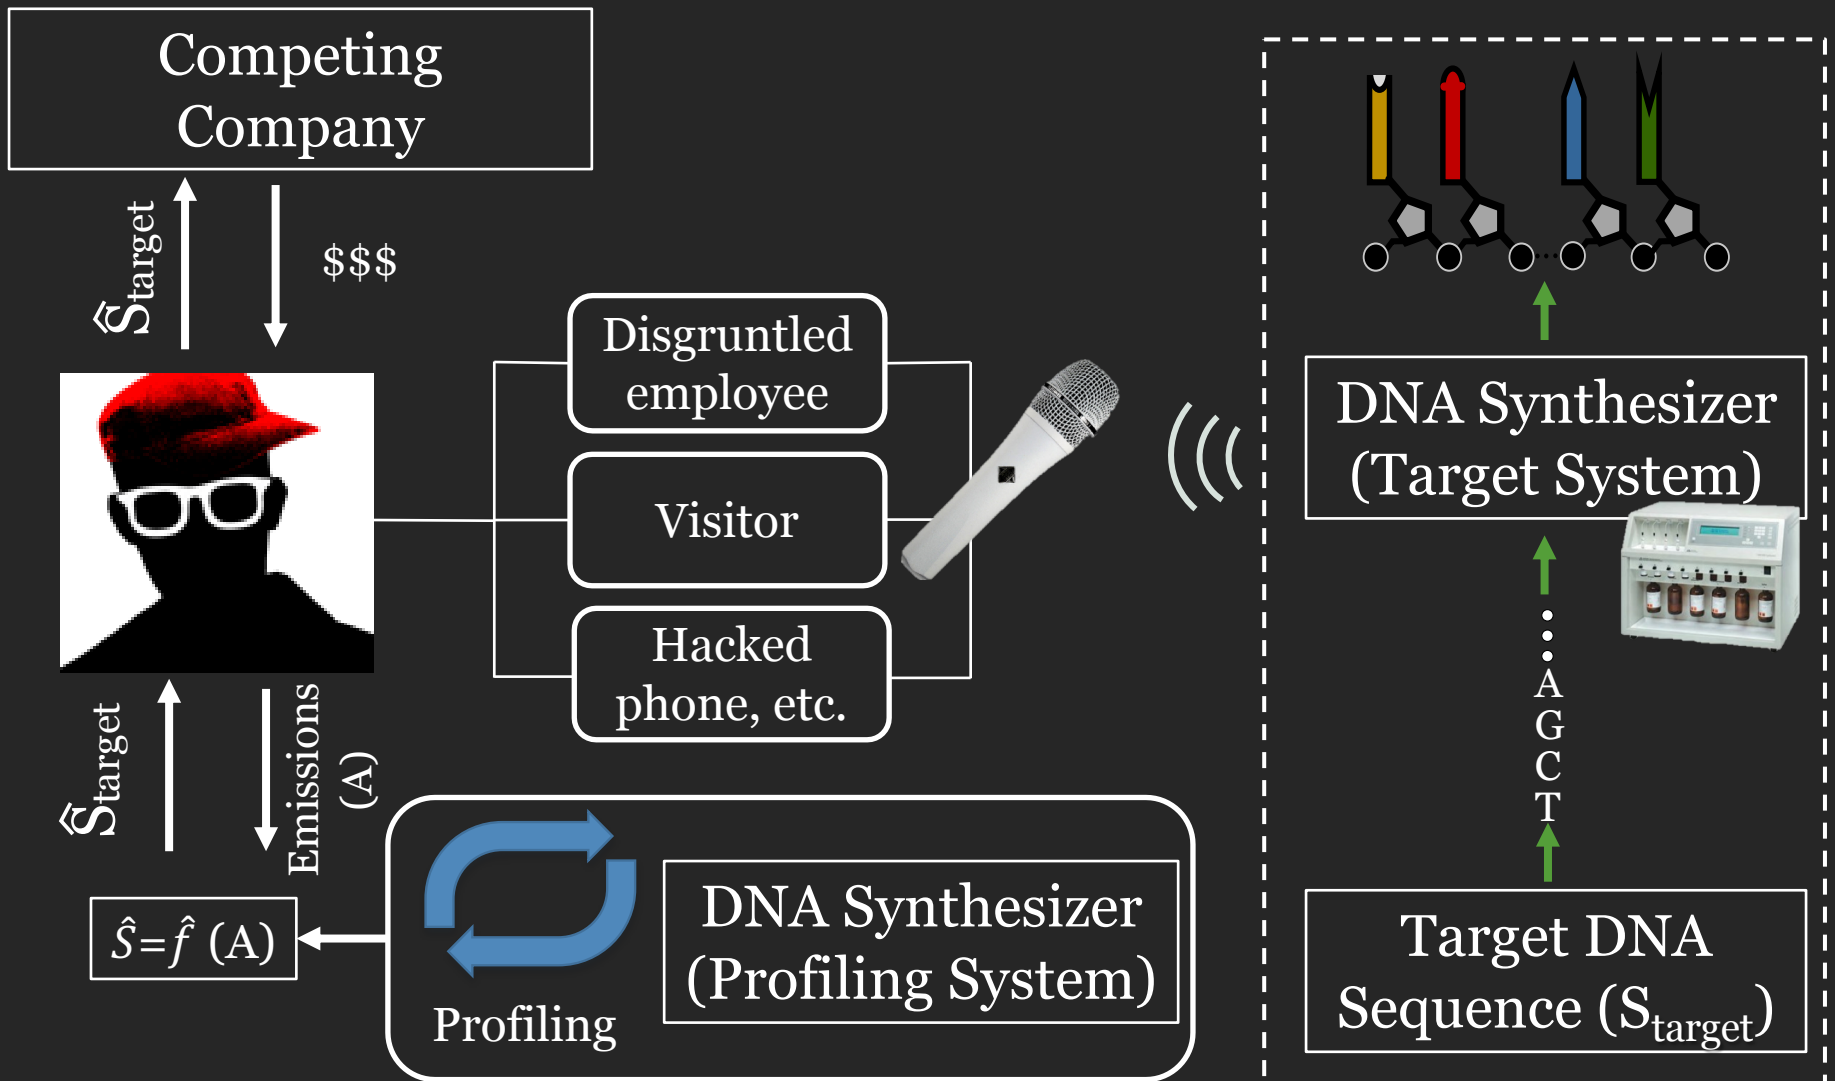 Competing
Company
Ŝtarget
$$$
Disgruntled
employee
Visitor
Hacked
phone, etc.
Ŝtarget
Emissions
(A)
Ŝ=f̂ (A)
Profiling
DNA Synthesizer
(Profiling System)
DNA Synthesizer
(Target System)
A
G
C
T
Target DNA
Sequence (Starget)